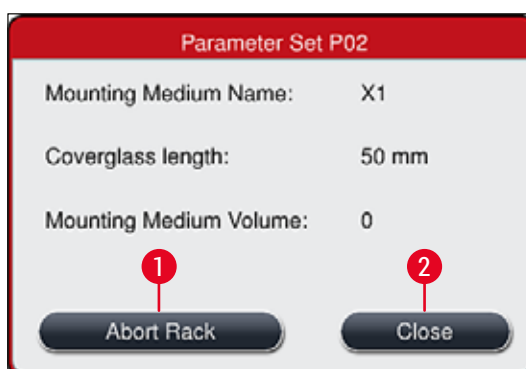 Parameter Set P02
Mounting Medium Name: X1
Coverglass length: 50 mm
Mounting Medium Volume: 0
1 2
Abort Rack Close